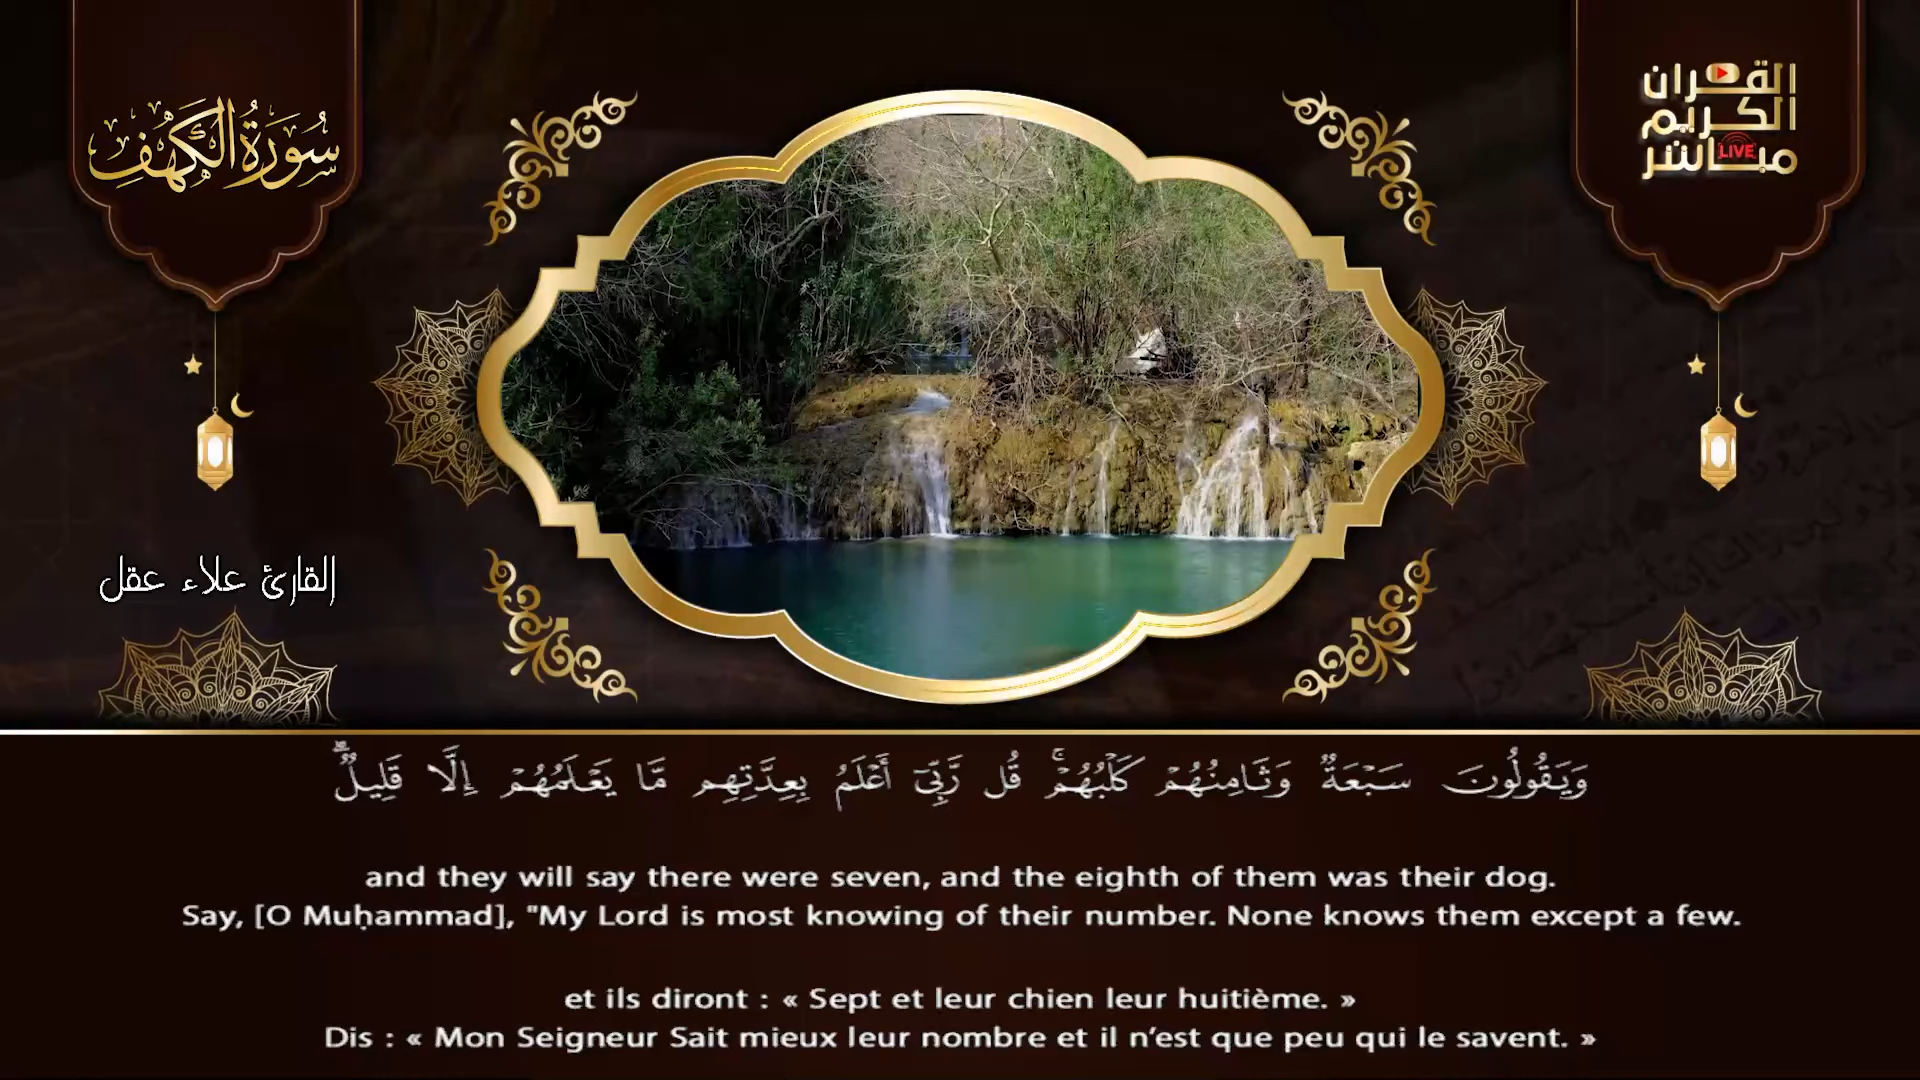 سُورَةُ الكَهْفِ
القرآن
الكريم
مباشر
LIVE
القارئ علاء عقل
وَيَقُولُونَ سَبْعَةٌ وَثَامِنُهُمْ كَلْبُهُمْۚ قُل رَّبِّىٓ أَعْلَمُ بِعِدَّتِهِم مَّا يَعْلَمُهُمْ إِلَّا قَلِيلٌۗ
and they will say there were seven, and the eighth of them was their dog.
Say, [O Muḥammad], "My Lord is most knowing of their number. None knows them except a few.
et ils diront : « Sept et leur chien leur huitième. »
Dis : « Mon Seigneur Sait mieux leur nombre et il n’est que peu qui le savent. »